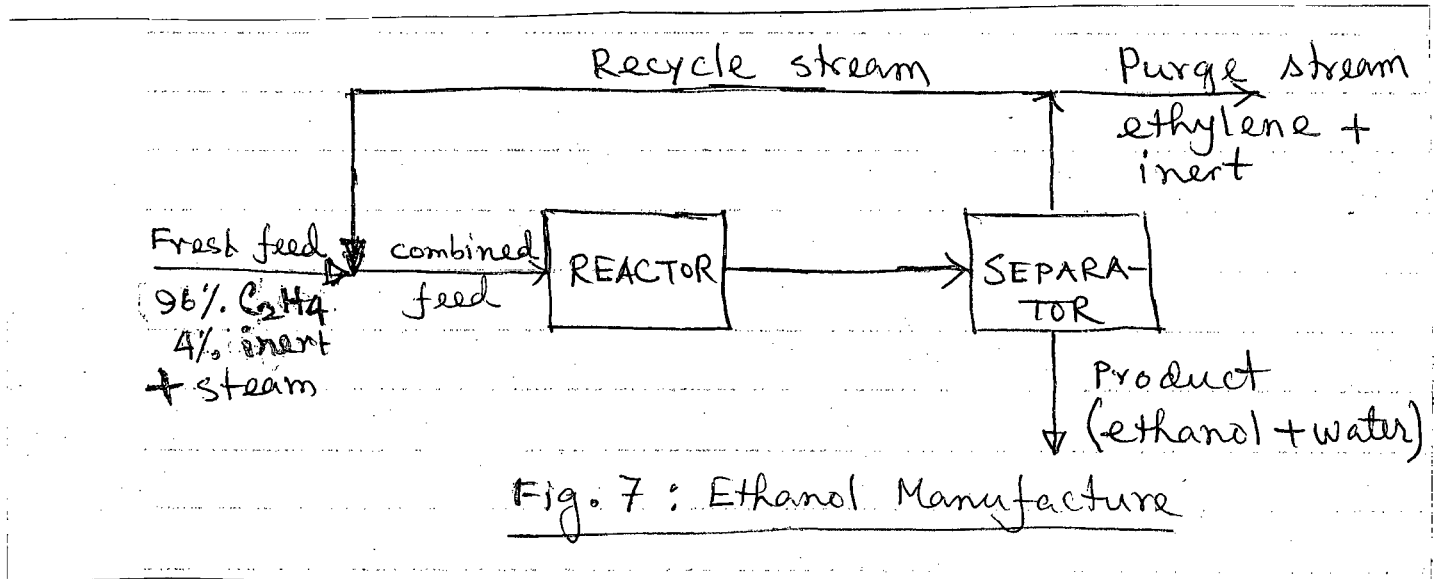 Recycle stream
Purge stream
ethylene +
inert
Fresh feed
96% C2H4
4% inert
+ steam
combined
feed
REACTOR
SEPARA-
TOR
Product
(ethanol + water)
Fig. 7 : Ethanol Manufacture